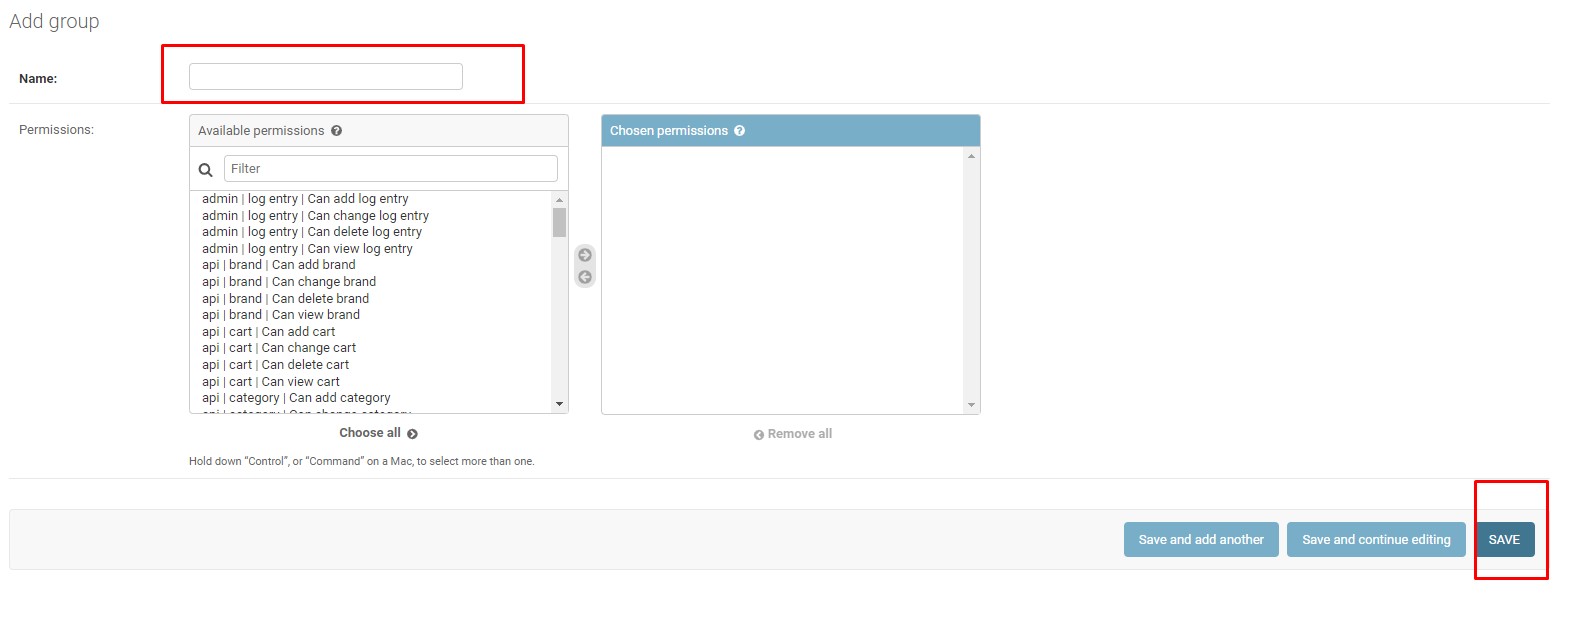 Add group
Name:
Permissions:
Available permissions ?
Chosen permissions ?
Filter
admin | log entry | Can add log entry
admin | log entry | Can change log entry
admin | log entry | Can delete log entry
admin | log entry | Can view log entry
api | brand | Can add brand
api | brand | Can change brand
api | brand | Can delete brand
api | brand | Can view brand
api | cart | Can add cart
api | cart | Can change cart
api | cart | Can delete cart
api | cart | Can view cart
api | category | Can add category
api | category | Can change category
Choose all
Remove all
Hold down “Control”, or “Command” on a Mac, to select more than one.
Save and add another
Save and continue editing
SAVE